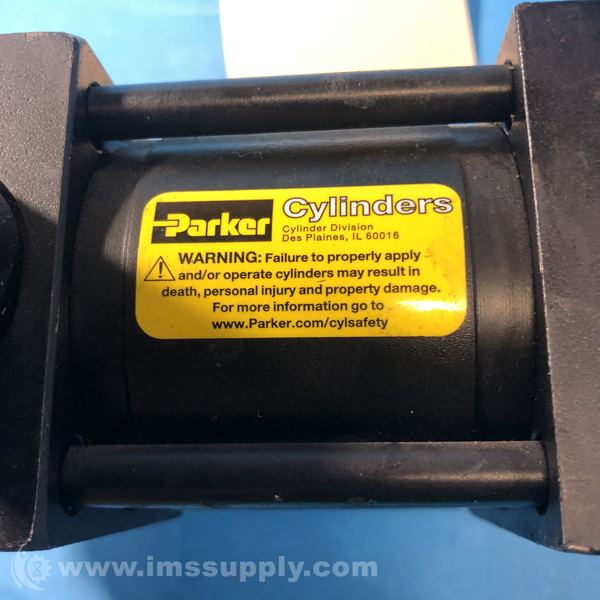 Parker Cylinders
Cylinder Division
Des Plaines, IL 60016
WARNING: Failure to properly apply
and/or operate cylinders may result in
death, personal injury and property damage.
For more information go to
www.Parker.com/cylsafety
www.imssupply.com